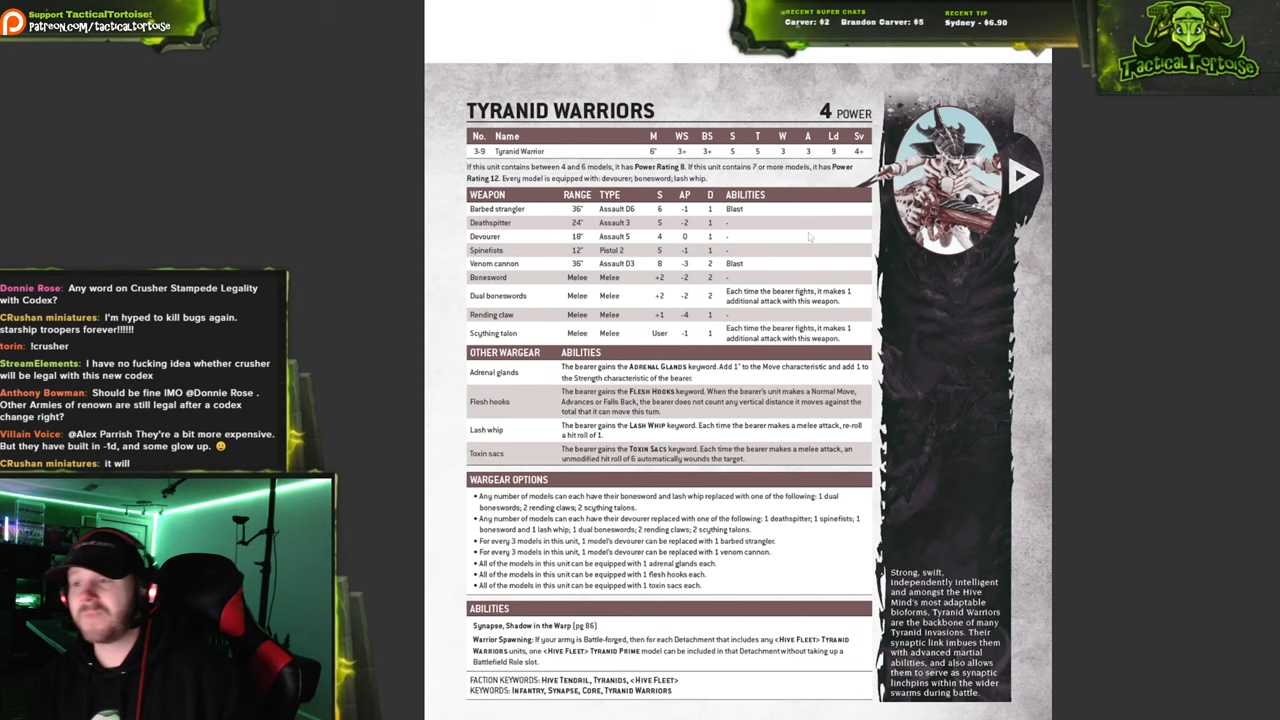 Support TacticalTortoise!
Patreon.com/tacticaltortoise
RECENT SUPER CHATS
Carver: $2 Brandon Carver: $5
RECENT TIP
Sydney - $6.90
TacticalTortoise
TYRANID WARRIORS
4 POWER
No. Name M WS BS S T W A Ld Sv
3-9 Tyranid Warrior 6" 3+ 3+ 5 5 3 3 9 4+
If this unit contains between 4 and 6 models, it has Power Rating 8. If this unit contains 7 or more models, it has Power
Rating 12. Every model is equipped with: devourer; bonesword; lash whip.
WEAPON RANGE TYPE S AP D ABILITIES
Barbed strangler 36" Assault D6 6 -1 1 Blast
Deathspitter 24" Assault 3 5 -2 1 -
Devourer 18" Assault 5 4 0 1 -
Spinefists 12" Pistol 2 5 -1 1 -
Venom cannon 36" Assault D3 8 -3 2 Blast
Bonesword Melee Melee +2 -2 2 -
Dual boneswords Melee Melee +2 -2 2 Each time the bearer fights, it makes 1
additional attack with this weapon.
Rending claw Melee Melee +1 -4 1 -
Scything talon Melee Melee User -1 1 Each time the bearer fights, it makes 1
additional attack with this weapon.
OTHER WARGEAR ABILITIES
Adrenal glands The bearer gains the ADRENAL GLANDS keyword. Add 1" to the Move characteristic and add 1 to
the Strength characteristic of the bearer.
Flesh hooks The bearer gains the FLESH HOOKS keyword. When the bearer's unit makes a Normal Move,
Advances or Falls Back, the bearer does not count any vertical distance it moves against the
total that it can move this turn.
Lash whip The bearer gains the LASH WHIP keyword. Each time the bearer makes a melee attack, re-roll
a hit roll of 1.
Toxin sacs The bearer gains the TOXIN SACS keyword. Each time the bearer makes a melee attack, an
unmodified hit roll of 6 automatically wounds the target.
WARGEAR OPTIONS
• Any number of models can each have their bonesword and lash whip replaced with one of the following: 1 dual
boneswords; 2 rending claws; 2 scything talons.
• Any number of models can each have their devourer replaced with one of the following: 1 deathspitter; 1 spinefists; 1
bonesword and 1 lash whip; 1 dual boneswords; 2 rending claws; 2 scything talons.
• For every 3 models in this unit, 1 model's devourer can be replaced with 1 barbed strangler.
• For every 3 models in this unit, 1 model's devourer can be replaced with 1 venom cannon.
• All of the models in this unit can be equipped with 1 adrenal glands each.
• All of the models in this unit can be equipped with 1 flesh hooks each.
• All of the models in this unit can be equipped with 1 toxin sacs each.
ABILITIES
Synapse, Shadow in the Warp (pg 86)
Warrior Spawning: If your army is Battle-forged, then for each Detachment that includes any <HIVE FLEET> TYRANID
WARRIORS units, one <HIVE FLEET> TYRANID PRIME model can be included in that Detachment without taking up a
Battlefield Role slot.
FACTION KEYWORDS: HIVE TENDRIL, TYRANIDS, <HIVE FLEET>
KEYWORDS: INFANTRY, SYNAPSE, CORE, TYRANID WARRIORS
Strong, swift,
independently intelligent
and amongst the Hive
Mind's most adaptable
bioforms, Tyranid Warriors
are the backbone of many
Tyranid invasions. Their
synaptic link imbues them
with advanced martial
abilities, and also allows
them to serve as synaptic
linchpins within the wider
swarms during battle.
Donnie Rose: Any word on Crusher Stampede Legality
with Codex?
CRushan miniatures: I'm hyped to kill bugs again.
starship troopers forever!!!!!!
torin: !crusher
StreamElements: I have no fucking idea whether crusher
will be legal with this new codex
Anthony Bowman: Should be fine IMO @Donnie Rose .
Other Armies of renown are still legal after a codex
change right?
Villain Voice: @Alex Parrish They're a bit more expensive.
But they have built in -1d, and some glow up. 😀
CRushan miniatures: it will